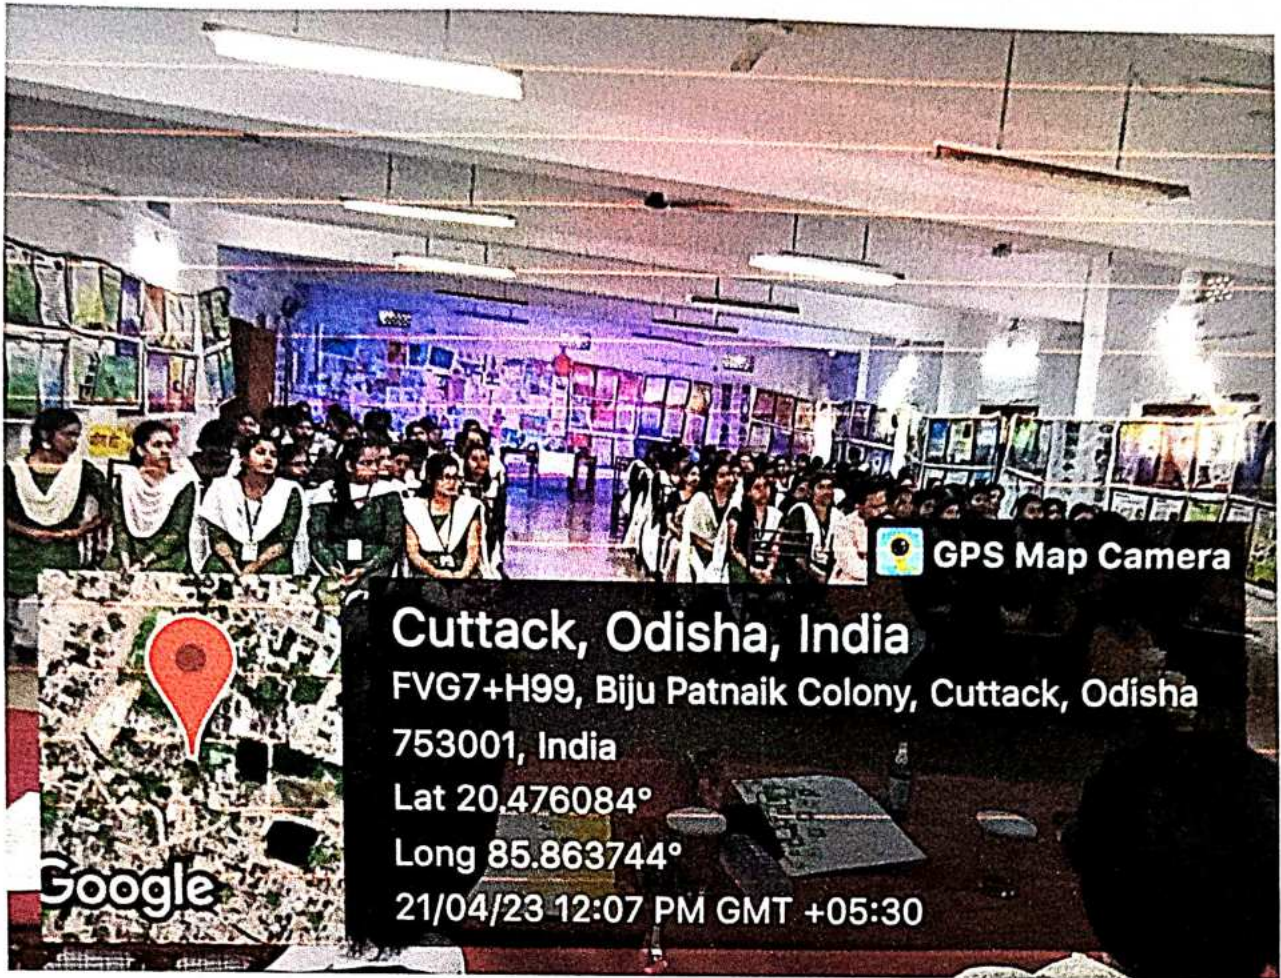 GPS Map Camera
Cuttack, Odisha, India
FVG7+H99, Biju Patnaik Colony, Cuttack, Odisha
753001, India
Lat 20.476084°
Long 85.863744°
21/04/23 12:07 PM GMT +05:30
Google